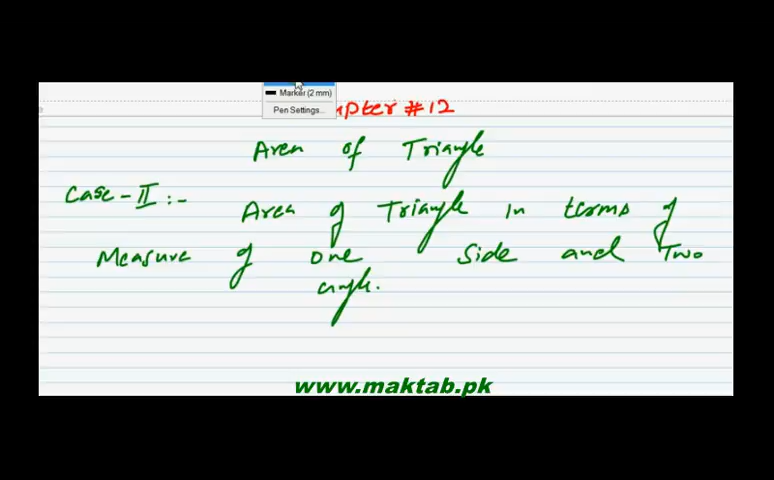 Marker (2 mm)
Pen Settings...
pter #12
Area of Triangle
Case-II:-
Area of Triangle in terms of
Measure of one Side and Two
angle.
www.maktab.pk